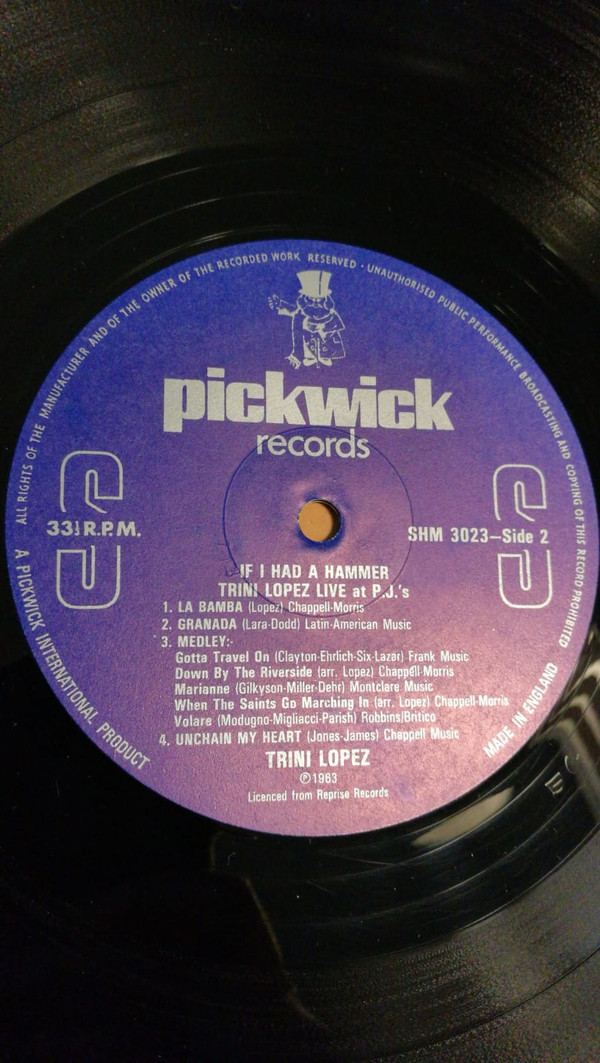 ALL RIGHTS OF THE MANUFACTURER AND OF THE OWNER OF THE RECORDED WORK RESERVED · UNAUTHORISED PUBLIC PERFORMANCE BROADCASTING AND COPYING OF THIS RECORD PROHIBITED
pickwick
records
33⅓ R.P.M.
SHM 3023–Side 2
IF I HAD A HAMMER
TRINI LOPEZ LIVE at P.J.'s
1. LA BAMBA (Lopez) Chappell-Morris
2. GRANADA (Lara-Dodd) Latin-American Music
3. MEDLEY:-
Gotta Travel On (Clayton-Ehrlich-Six-Lazar) Frank Music
Down By The Riverside (arr. Lopez) Chappell-Morris
Marianne (Gilkyson-Miller-Dehr) Montclare Music
When The Saints Go Marching In (arr. Lopez) Chappell-Morris
Volare (Modugno-Migliacci-Parish) Robbins/Britico
4. UNCHAIN MY HEART (Jones-James) Chappell Music
TRINI LOPEZ
℗1963
Licenced from Reprise Records
A PICKWICK INTERNATIONAL PRODUCT
MADE IN ENGLAND